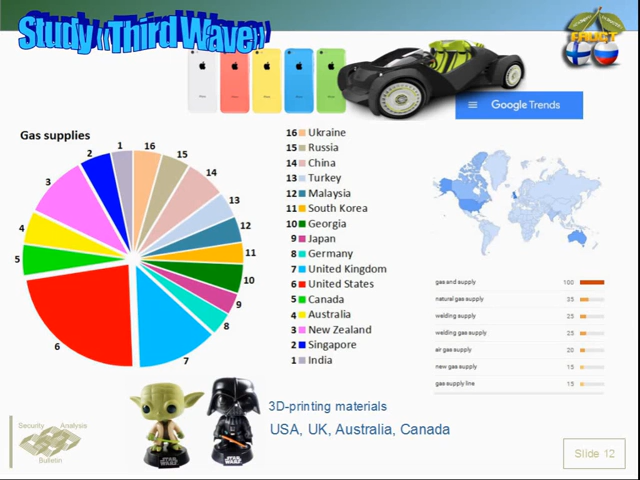 Study «Third Wave»
FRUCT
Google Trends
Gas supplies
1
2
3
4
5
6
7
8
9
10
11
12
13
14
15
16
16 Ukraine
15 Russia
14 China
13 Turkey
12 Malaysia
11 South Korea
10 Georgia
9 Japan
8 Germany
7 United Kingdom
6 United States
5 Canada
4 Australia
3 New Zealand
2 Singapore
1 India
gas and supply 100
natural gas supply 35
welding supply 25
welding gas supply 25
air gas supply 20
new gas supply 15
gas supply line 15
STAR WARS
STAR WARS
3D-printing materials
USA, UK, Australia, Canada
Security Analysis
Bulletin
Slide 12